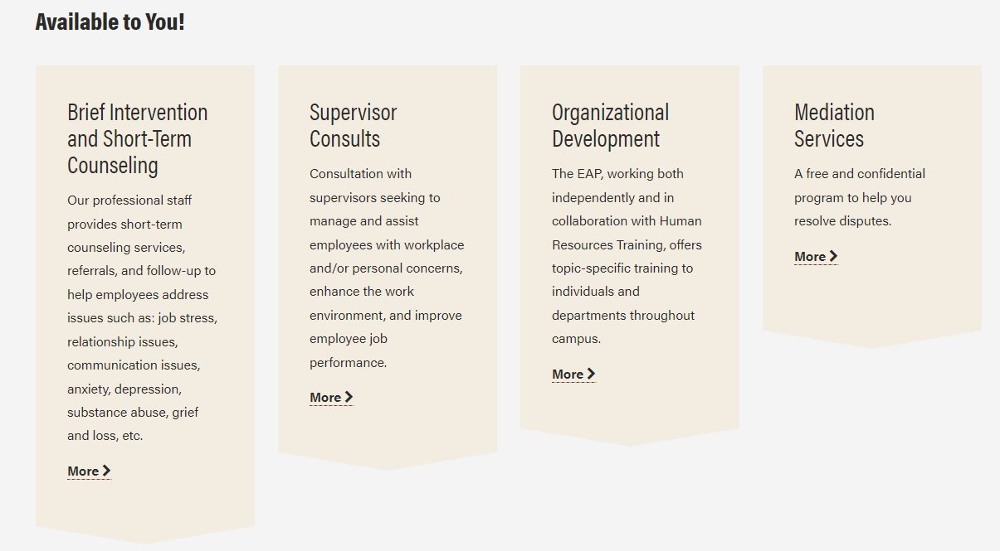 Available to You!
Brief Intervention
and Short-Term
Counseling
Our professional staff
provides short-term
counseling services,
referrals, and follow-up to
help employees address
issues such as: job stress,
relationship issues,
communication issues,
anxiety, depression,
substance abuse, grief
and loss, etc.
More
Supervisor
Consults
Consultation with
supervisors seeking to
manage and assist
employees with workplace
and/or personal concerns,
enhance the work
environment, and improve
employee job
performance.
More
Organizational
Development
The EAP, working both
independently and in
collaboration with Human
Resources Training, offers
topic-specific training to
individuals and
departments throughout
campus.
More
Mediation
Services
A free and confidential
program to help you
resolve disputes.
More